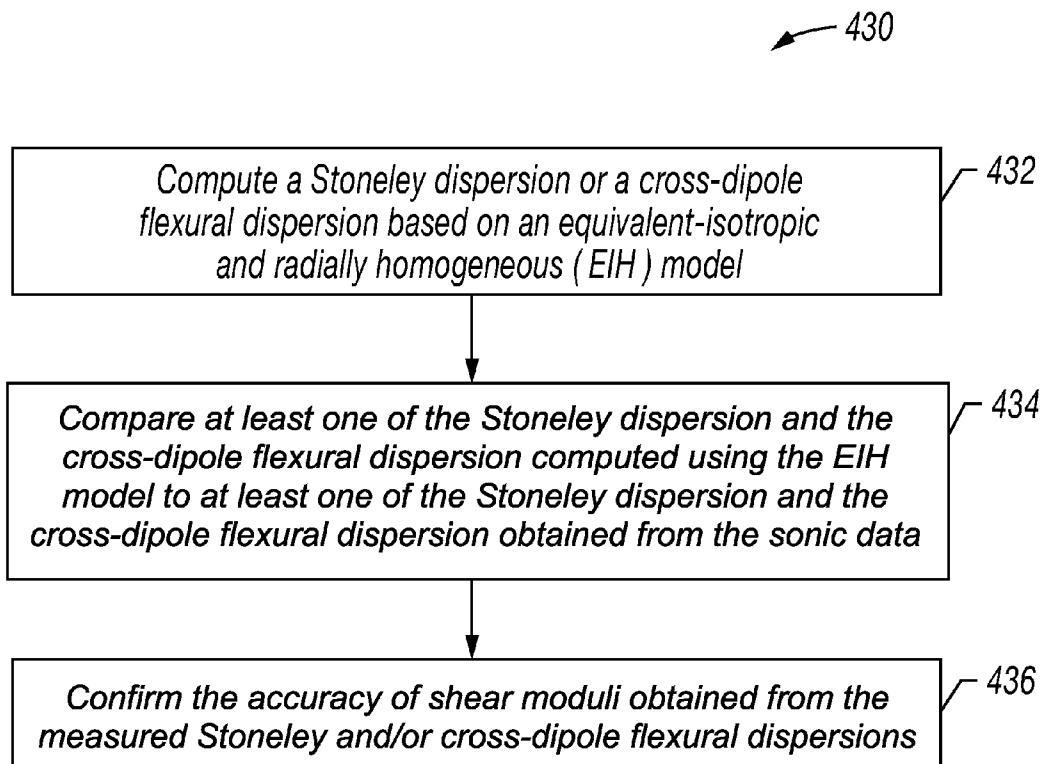 430
Compute a Stoneley dispersion or a cross-dipole
flexural dispersion based on an equivalent-isotropic
and radially homogeneous ( EIH ) model
432
Compare at least one of the Stoneley dispersion and the
cross-dipole flexural dispersion computed using the EIH
model to at least one of the Stoneley dispersion and the
cross-dipole flexural dispersion obtained from the sonic data
434
Confirm the accuracy of shear moduli obtained from the
measured Stoneley and/or cross-dipole flexural dispersions
436